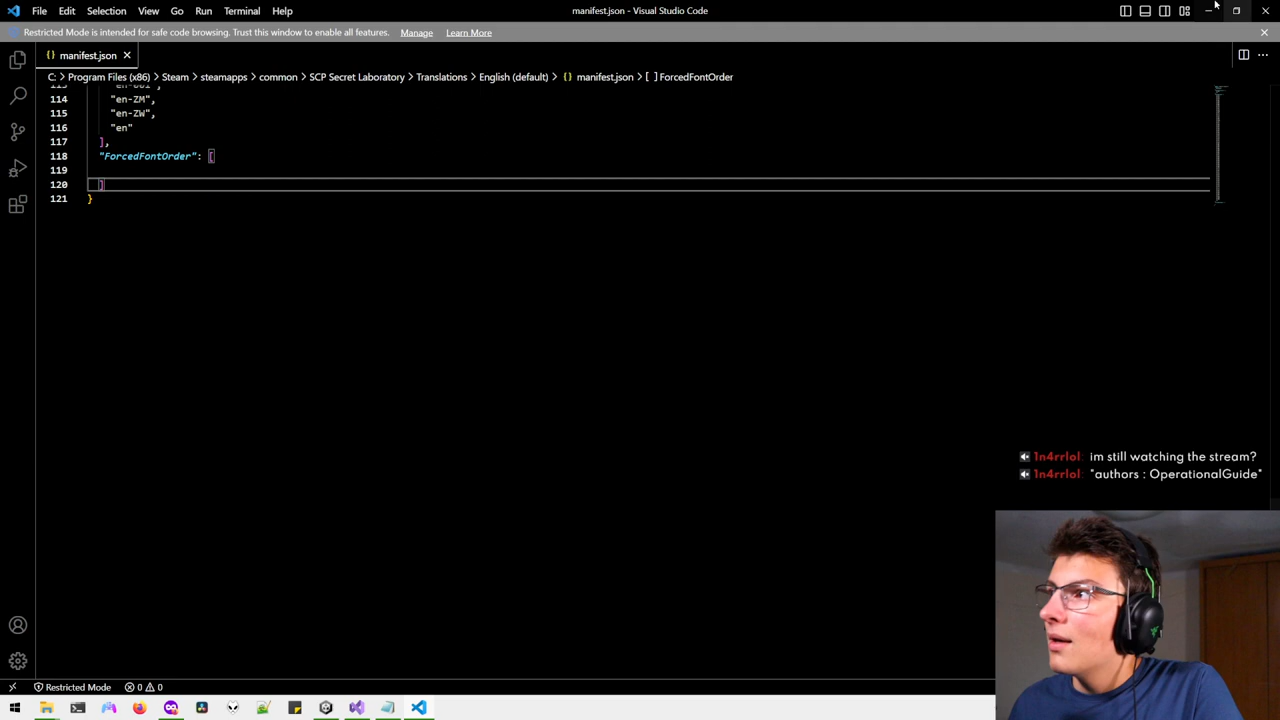 File Edit Selection View Go Run Terminal Help
manifest.json - Visual Studio Code
Restricted Mode is intended for safe code browsing. Trust this window to enable all features. Manage Learn More
manifest.json
C: > Program Files (x86) > Steam > steamapps > common > SCP Secret Laboratory > Translations > English (default) > {} manifest.json > [ ] ForcedFontOrder
114 "en-ZM",
115 "en-ZW",
116 "en"
117 ],
118 "ForcedFontOrder": [
119
120 ]
121 }
1n4rrlol: im still watching the stream?
1n4rrlol: "authors : OperationalGuide"
Restricted Mode 0 0